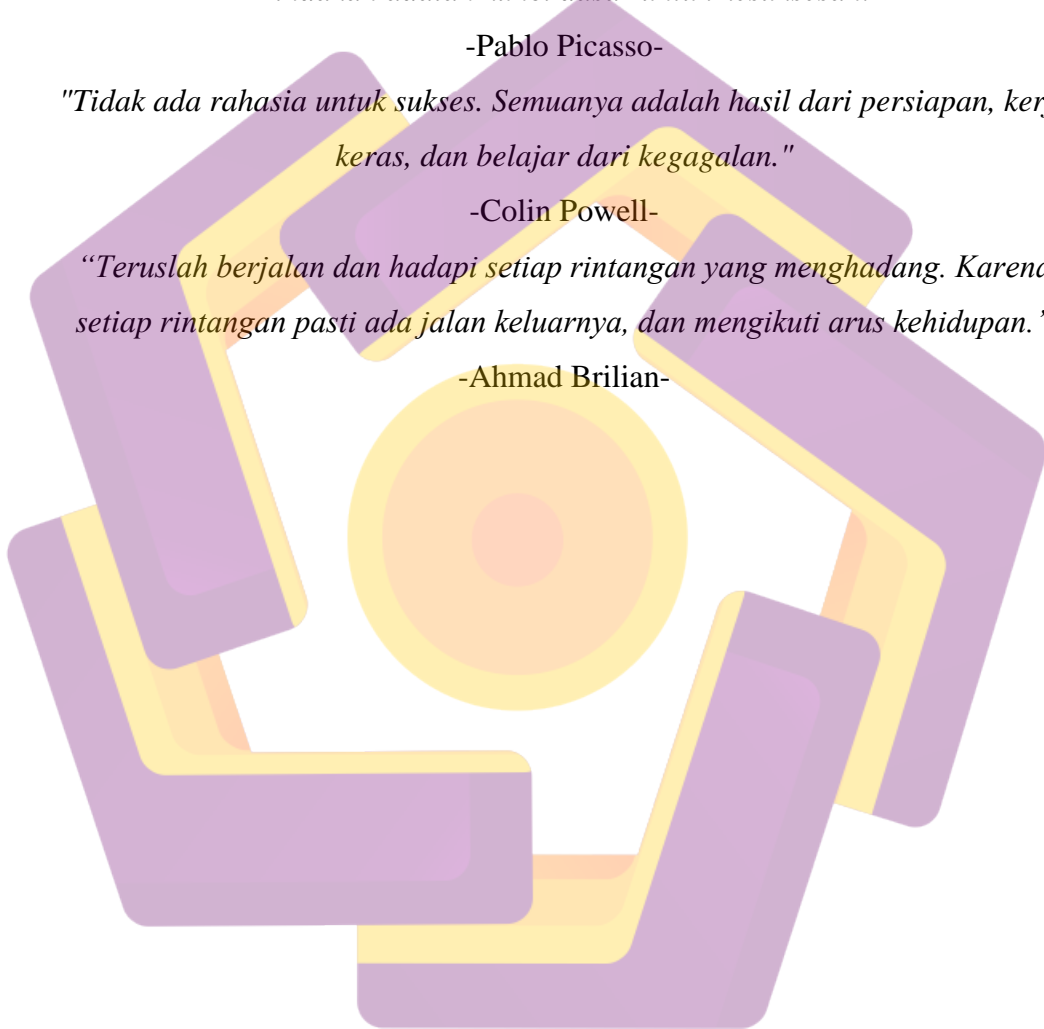 -Pablo Picasso-
"Tidak ada rahasia untuk sukses. Semuanya adalah hasil dari persiapan, ker
keras, dan belajar dari kegagalan."
-Colin Powell-
“Teruslah berjalan dan hadapi setiap rintangan yang menghadang. Karena
setiap rintangan pasti ada jalan keluarnya, dan mengikuti arus kehidupan.”
-Ahmad Brilian-